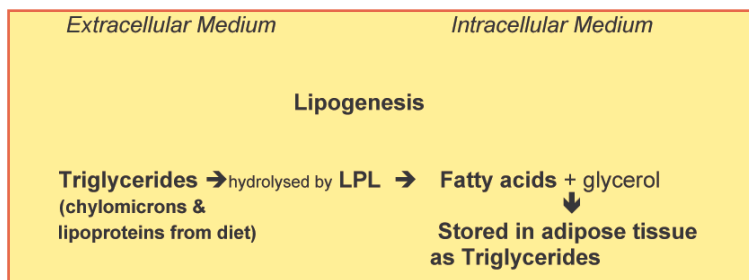 Extracellular Medium Intracellular Medium
Lipogenesis
Triglycerides ➔hydrolysed by LPL ➔ Fatty acids + glycerol
(chylomicrons &
lipoproteins from diet)
🡇
Stored in adipose tissue
as Triglycerides